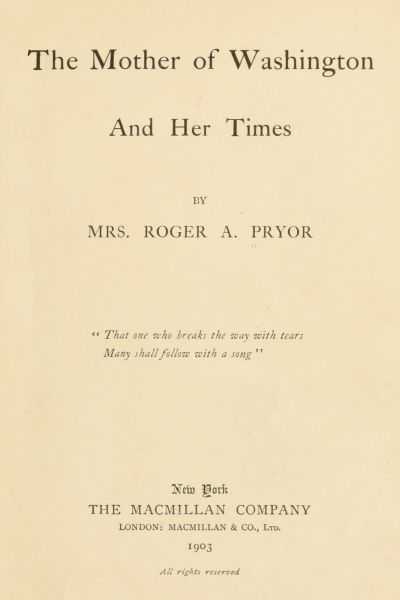 The Mother of Washington
And Her Times
BY
MRS. ROGER A. PRYOR
" That one who breaks the way with tears
Many shall follow with a song "
New York
THE MACMILLAN COMPANY
LONDON: MACMILLAN & CO., LTD.
1903
All rights reserved